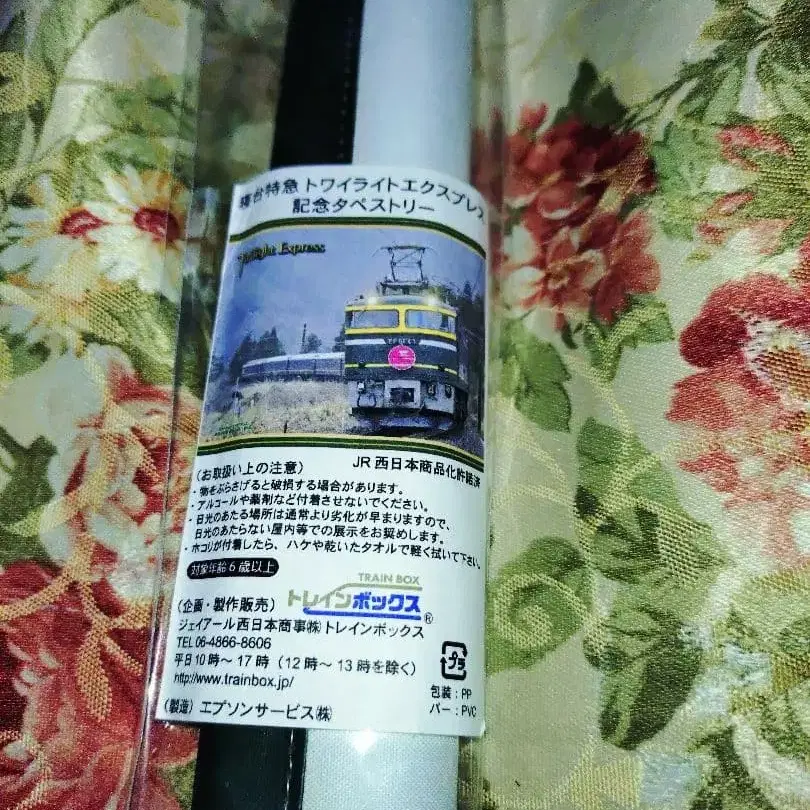 寝台特急 トワイライトエクスプレス
記念タペストリー
Twilight Express
JR西日本商品化許諾済
(お取扱い上の注意)
・物をぶらさげると破損する場合があります。
・アルコールや薬剤など付着させないでください。
・日光のあたる場所は通常より劣化が早まりますので、
日光のあたらない屋内等での展示をお奨めします。
・ホコリが付着したら、ハケや乾いたタオルで軽く拭いて下さい。
対象年齢6歳以上
TRAIN BOX
トレインボックス®
(企画・製作販売)
ジェイアール西日本商事㈱トレインボックス
TEL 06-4866-8606
平日10時〜17時(12時〜13時を除く)
http://www.trainbox.jp/
プラ
包装:PP
バー:PVC
(製造)エプソンサービス㈱